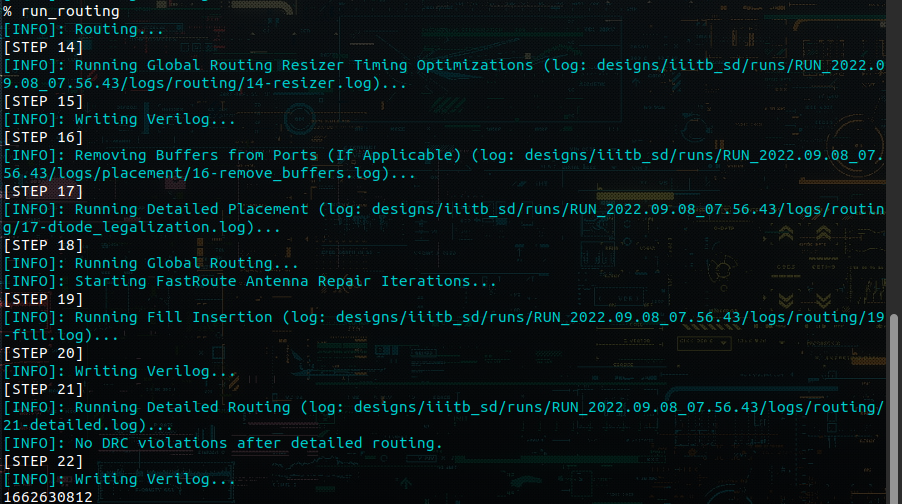 % run_routing
[INFO]: Routing...
[STEP 14]
[INFO]: Running Global Routing Resizer Timing Optimizations (log: designs/iiitb_sd/runs/RUN_2022.0
9.08_07.56.43/logs/routing/14-resizer.log)...
[STEP 15]
[INFO]: Writing Verilog...
[STEP 16]
[INFO]: Removing Buffers from Ports (If Applicable) (log: designs/iiitb_sd/runs/RUN_2022.09.08_07.
56.43/logs/placement/16-remove_buffers.log)...
[STEP 17]
[INFO]: Running Detailed Placement (log: designs/iiitb_sd/runs/RUN_2022.09.08_07.56.43/logs/routin
g/17-diode_legalization.log)...
[STEP 18]
[INFO]: Running Global Routing...
[INFO]: Starting FastRoute Antenna Repair Iterations...
[STEP 19]
[INFO]: Running Fill Insertion (log: designs/iiitb_sd/runs/RUN_2022.09.08_07.56.43/logs/routing/19
-fill.log)...
[STEP 20]
[INFO]: Writing Verilog...
[STEP 21]
[INFO]: Running Detailed Routing (log: designs/iiitb_sd/runs/RUN_2022.09.08_07.56.43/logs/routing/
21-detailed.log)...
[INFO]: No DRC violations after detailed routing.
[STEP 22]
[INFO]: Writing Verilog...
1662630812